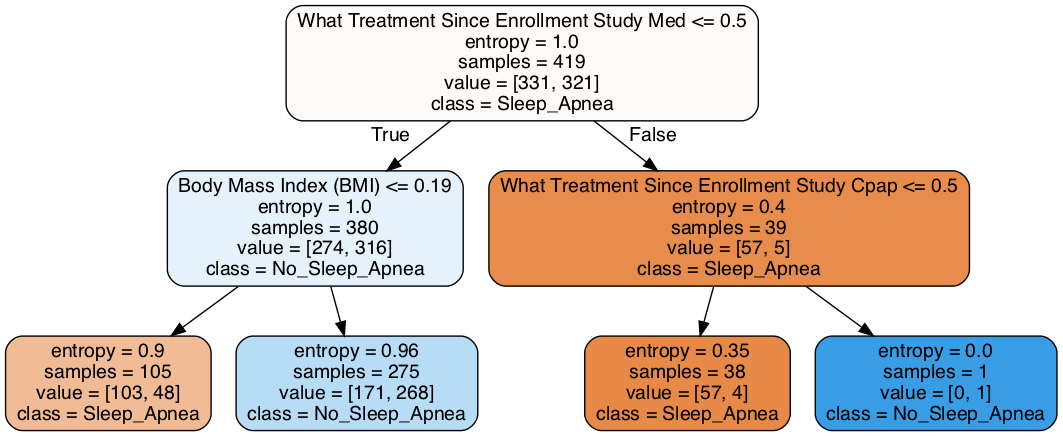 What Treatment Since Enrollment Study Med <= 0.5
entropy = 1.0
samples = 419
value = [331, 321]
class = Sleep_Apnea
True
False
Body Mass Index (BMI) <= 0.19
entropy = 1.0
samples = 380
value = [274, 316]
class = No_Sleep_Apnea
What Treatment Since Enrollment Study Cpap <= 0.5
entropy = 0.4
samples = 39
value = [57, 5]
class = Sleep_Apnea
entropy = 0.9
samples = 105
value = [103, 48]
class = Sleep_Apnea
entropy = 0.96
samples = 275
value = [171, 268]
class = No_Sleep_Apnea
entropy = 0.35
samples = 38
value = [57, 4]
class = Sleep_Apnea
entropy = 0.0
samples = 1
value = [0, 1]
class = No_Sleep_Apnea